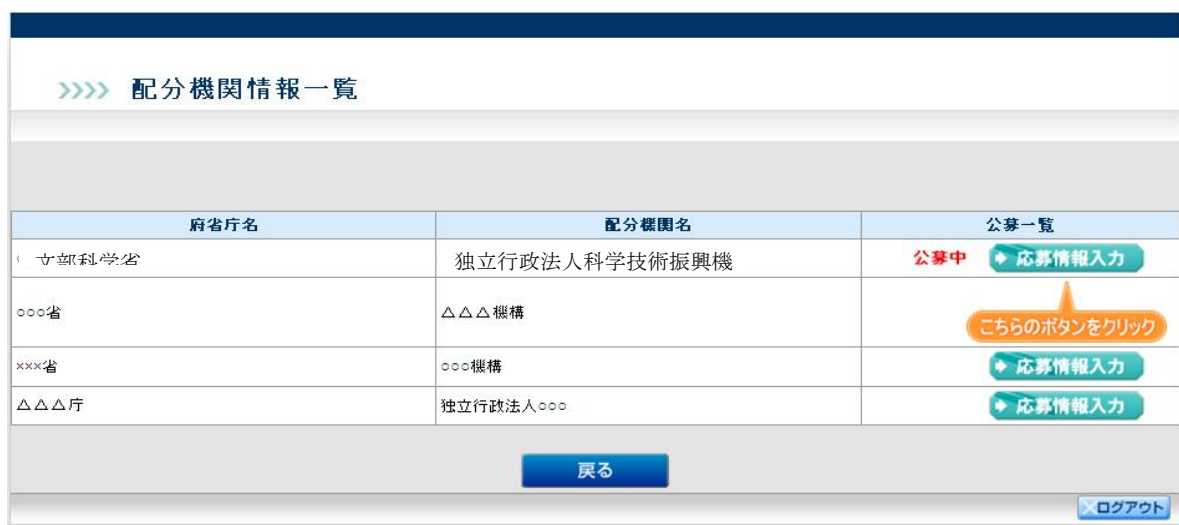 配分機関情報一覧
府省庁名 配分機関名 公募一覧
文部科学省 独立行政法人科学技術振興機 公募中 応募情報入力
○○○省 △△△機構
こちらのボタンをクリック
×××省 ○○○機構 応募情報入力
△△△庁 独立行政法人○○○ 応募情報入力
戻る
ログアウト